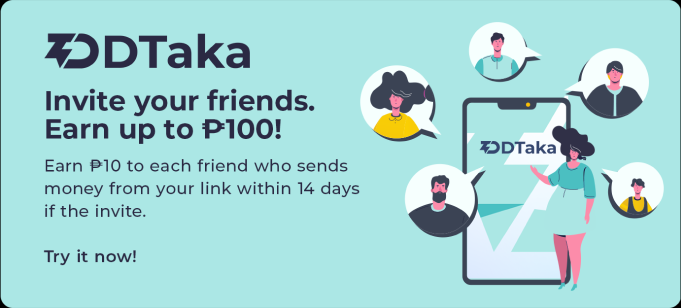 DTaka
Invite your friends.
Earn up to ₱100!
Earn ₱10 to each friend who sends
money from your link within 14 days
if the invite.
Try it now!
DTaka